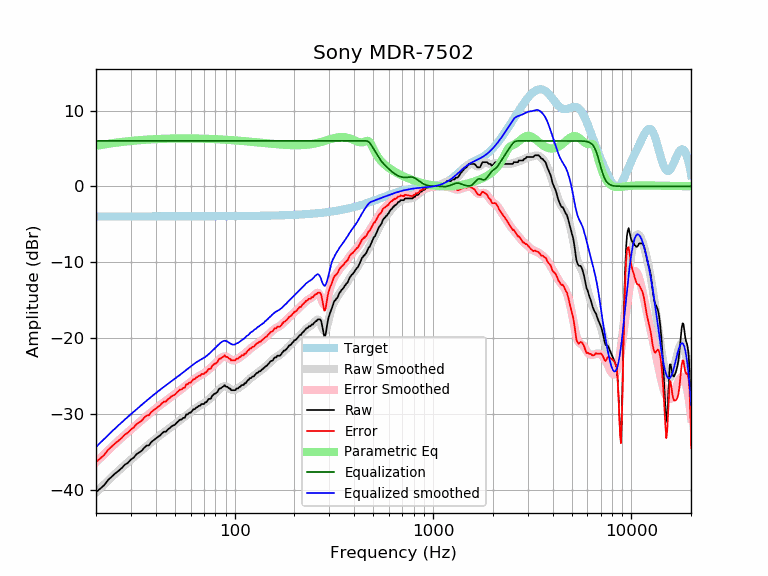 Sony MDR-7502
Amplitude (dBr)
10
0
−10
−20
−30
−40
Target
Raw Smoothed
Error Smoothed
Raw
Error
Parametric Eq
Equalization
Equalized smoothed
100
1000
10000
Frequency (Hz)